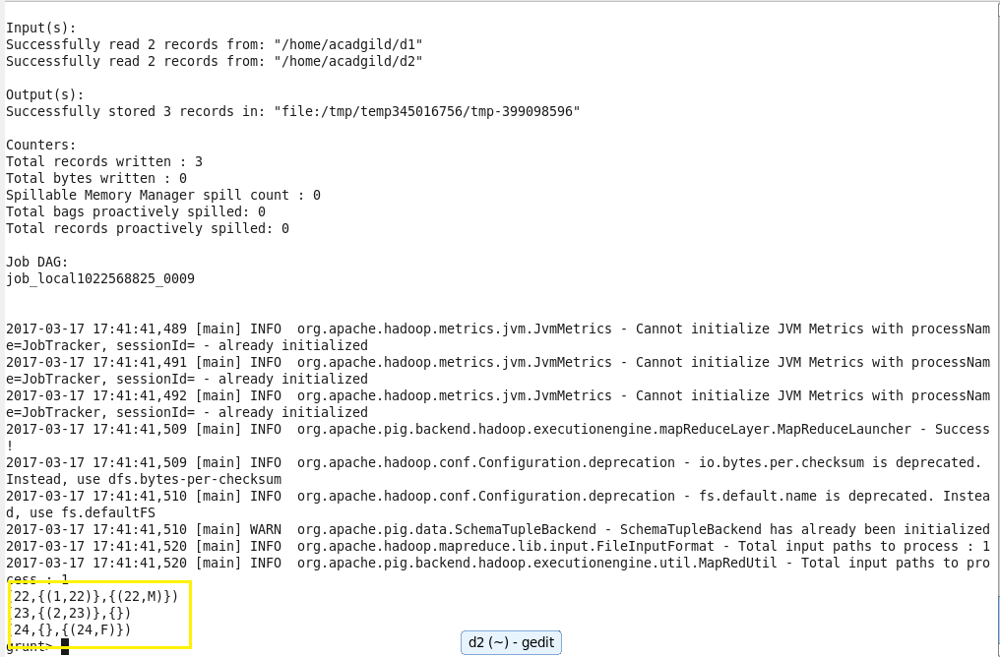 Input(s):
Successfully read 2 records from: "/home/acadgild/d1"
Successfully read 2 records from: "/home/acadgild/d2"
Output(s):
Successfully stored 3 records in: "file:/tmp/temp345016756/tmp-399098596"
Counters:
Total records written : 3
Total bytes written : 0
Spillable Memory Manager spill count : 0
Total bags proactively spilled: 0
Total records proactively spilled: 0
Job DAG:
job_local1022568825_0009
2017-03-17 17:41:41,489 [main] INFO  org.apache.hadoop.metrics.jvm.JvmMetrics - Cannot initialize JVM Metrics with processNam
e=JobTracker, sessionId= - already initialized
2017-03-17 17:41:41,491 [main] INFO  org.apache.hadoop.metrics.jvm.JvmMetrics - Cannot initialize JVM Metrics with processNam
e=JobTracker, sessionId= - already initialized
2017-03-17 17:41:41,492 [main] INFO  org.apache.hadoop.metrics.jvm.JvmMetrics - Cannot initialize JVM Metrics with processNam
e=JobTracker, sessionId= - already initialized
2017-03-17 17:41:41,509 [main] INFO  org.apache.pig.backend.hadoop.executionengine.mapReduceLayer.MapReduceLauncher - Success
!
2017-03-17 17:41:41,509 [main] INFO  org.apache.hadoop.conf.Configuration.deprecation - io.bytes.per.checksum is deprecated.
Instead, use dfs.bytes-per-checksum
2017-03-17 17:41:41,510 [main] INFO  org.apache.hadoop.conf.Configuration.deprecation - fs.default.name is deprecated. Instea
d, use fs.defaultFS
2017-03-17 17:41:41,510 [main] WARN  org.apache.pig.data.SchemaTupleBackend - SchemaTupleBackend has already been initialized
2017-03-17 17:41:41,520 [main] INFO  org.apache.hadoop.mapreduce.lib.input.FileInputFormat - Total input paths to process : 1
2017-03-17 17:41:41,520 [main] INFO  org.apache.pig.backend.hadoop.executionengine.util.MapRedUtil - Total input paths to pro
cess : 1
(22,{(1,22)},{(22,M)})
(23,{(2,23)},{})
(24,{},{(24,F)})
grunt>
d2 (~) - gedit